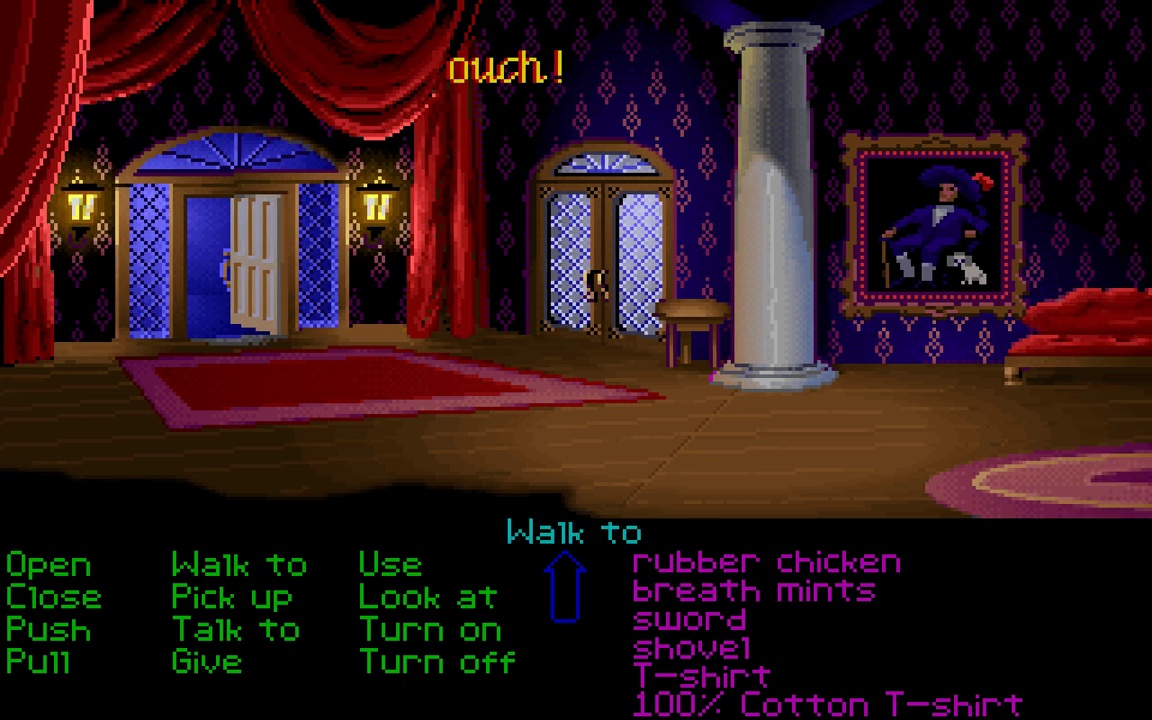 ouch!
Walk to
Open Walk to Use rubber chicken
Close Pick up Look at breath mints
Push Talk to Turn on sword
Pull Give Turn off shovel
T-shirt
100% Cotton T-shirt